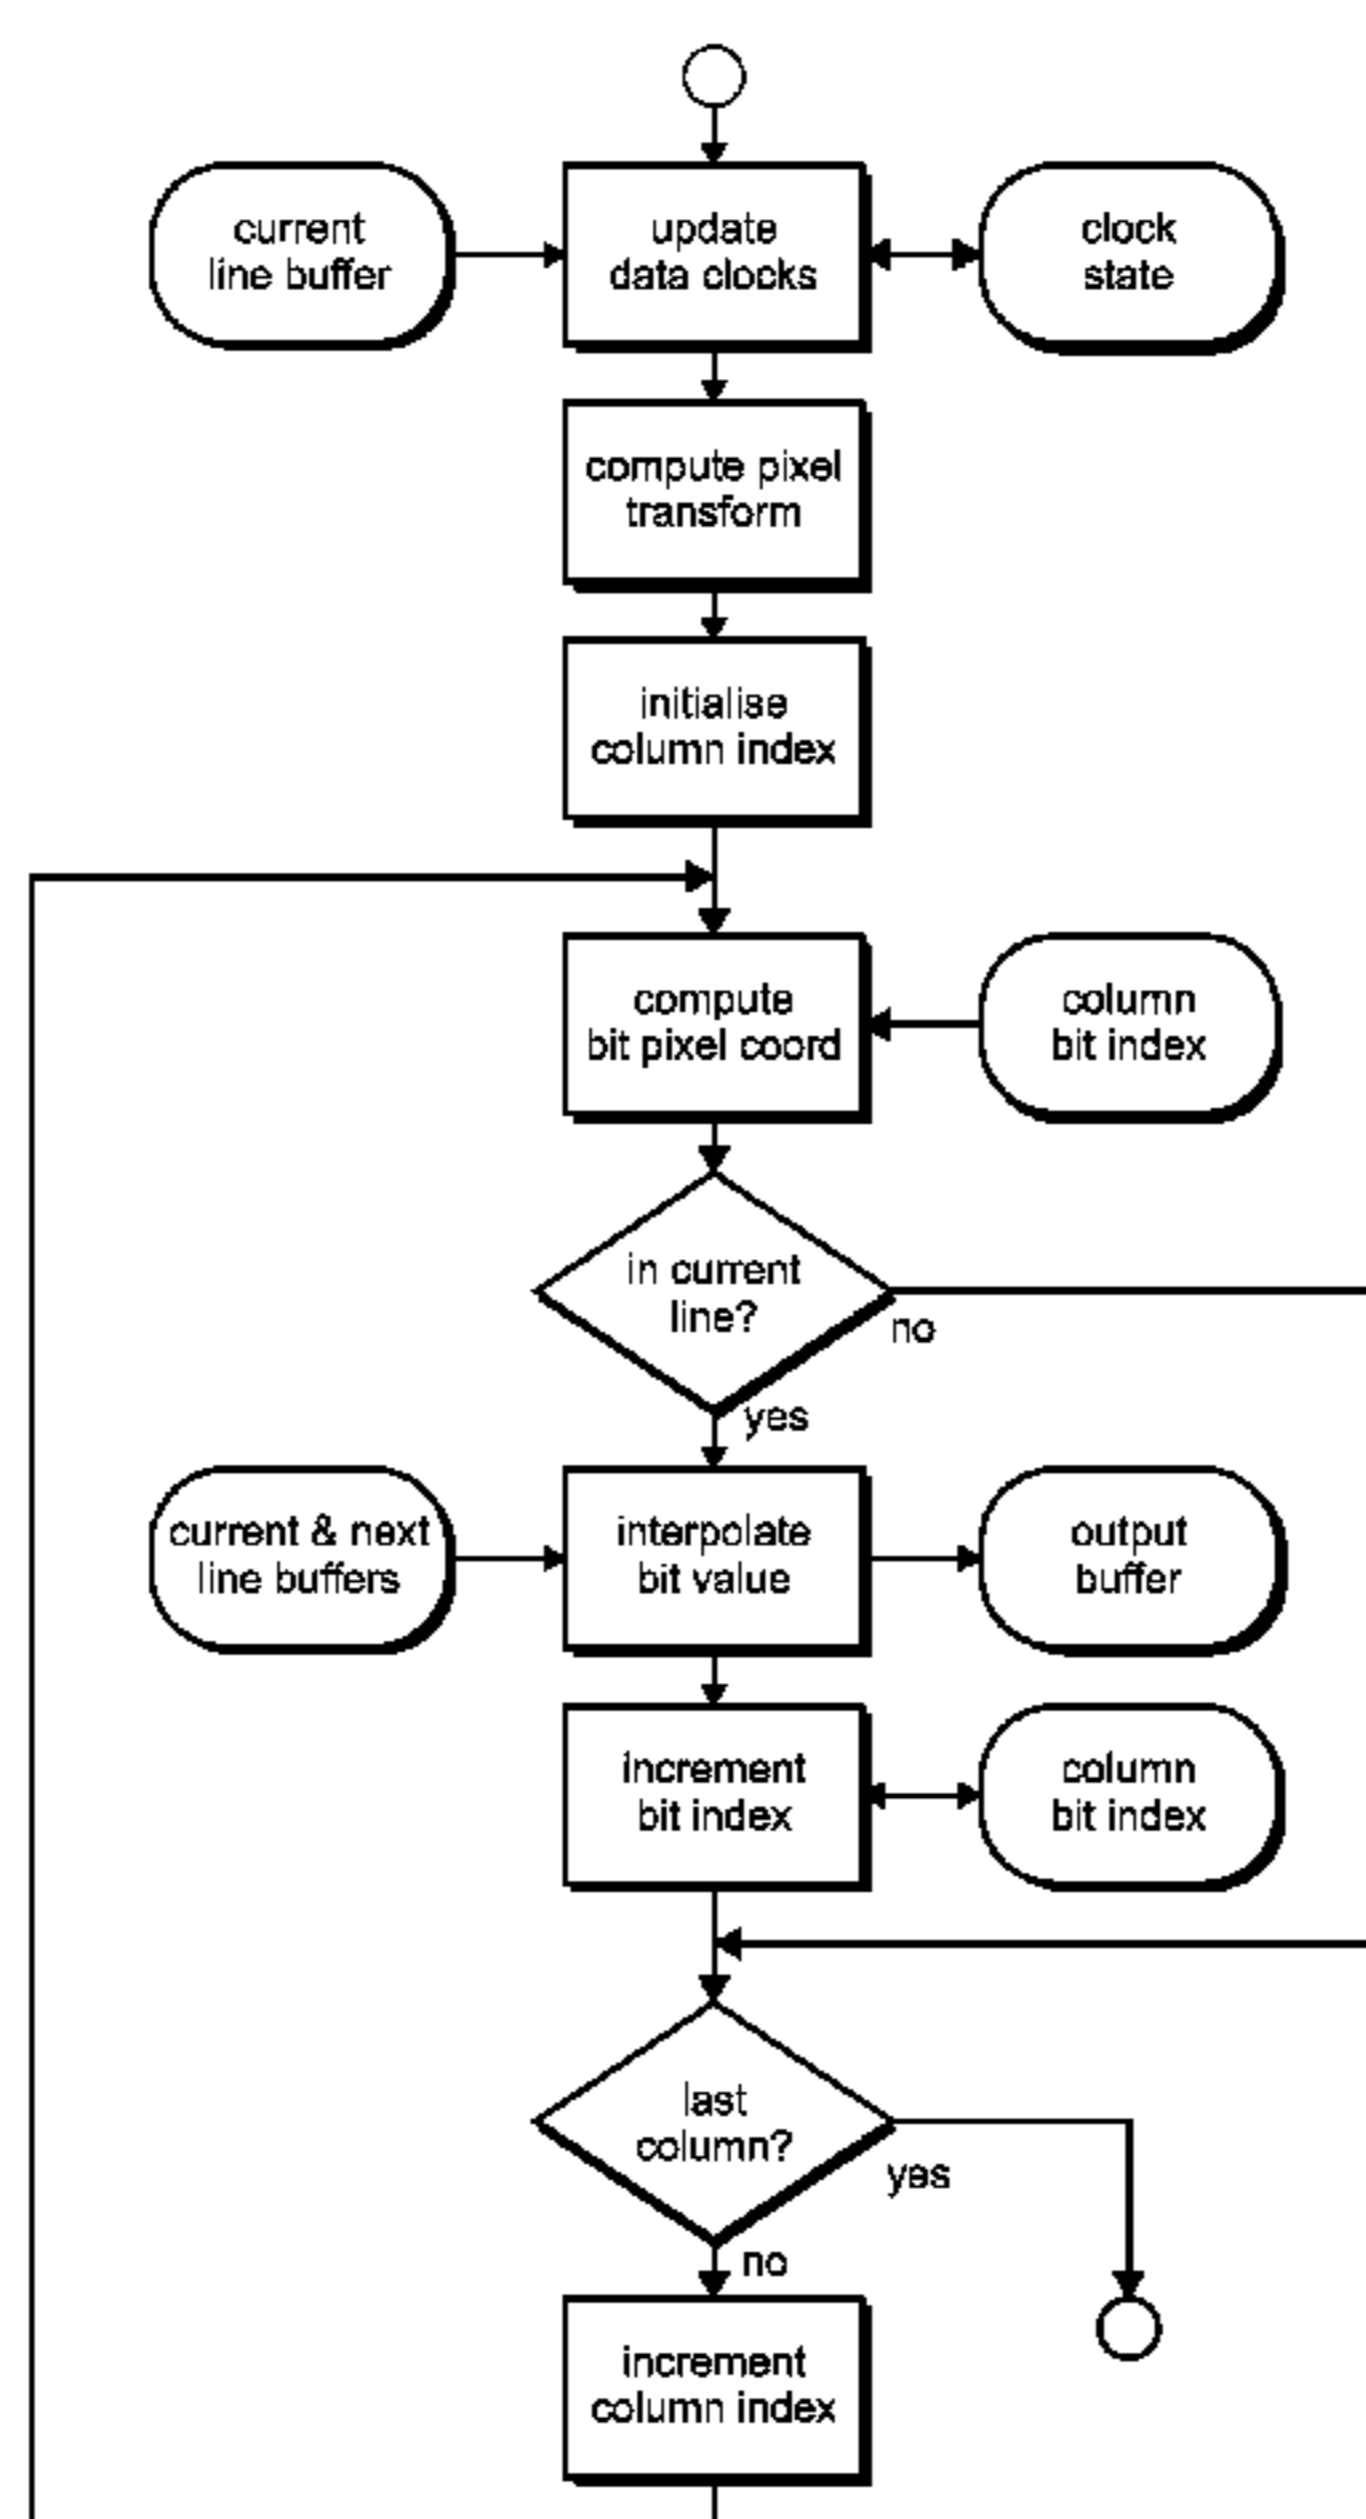 current
line buffer
update
data clocks
clock
state
compute pixel
transform
initialise
column index
compute
bit pixel coord
column
bit index
in current
line?
no
yes
current & next
line buffers
interpolate
bit value
output
buffer
increment
bit index
column
bit index
last
column?
yes
no
increment
column index